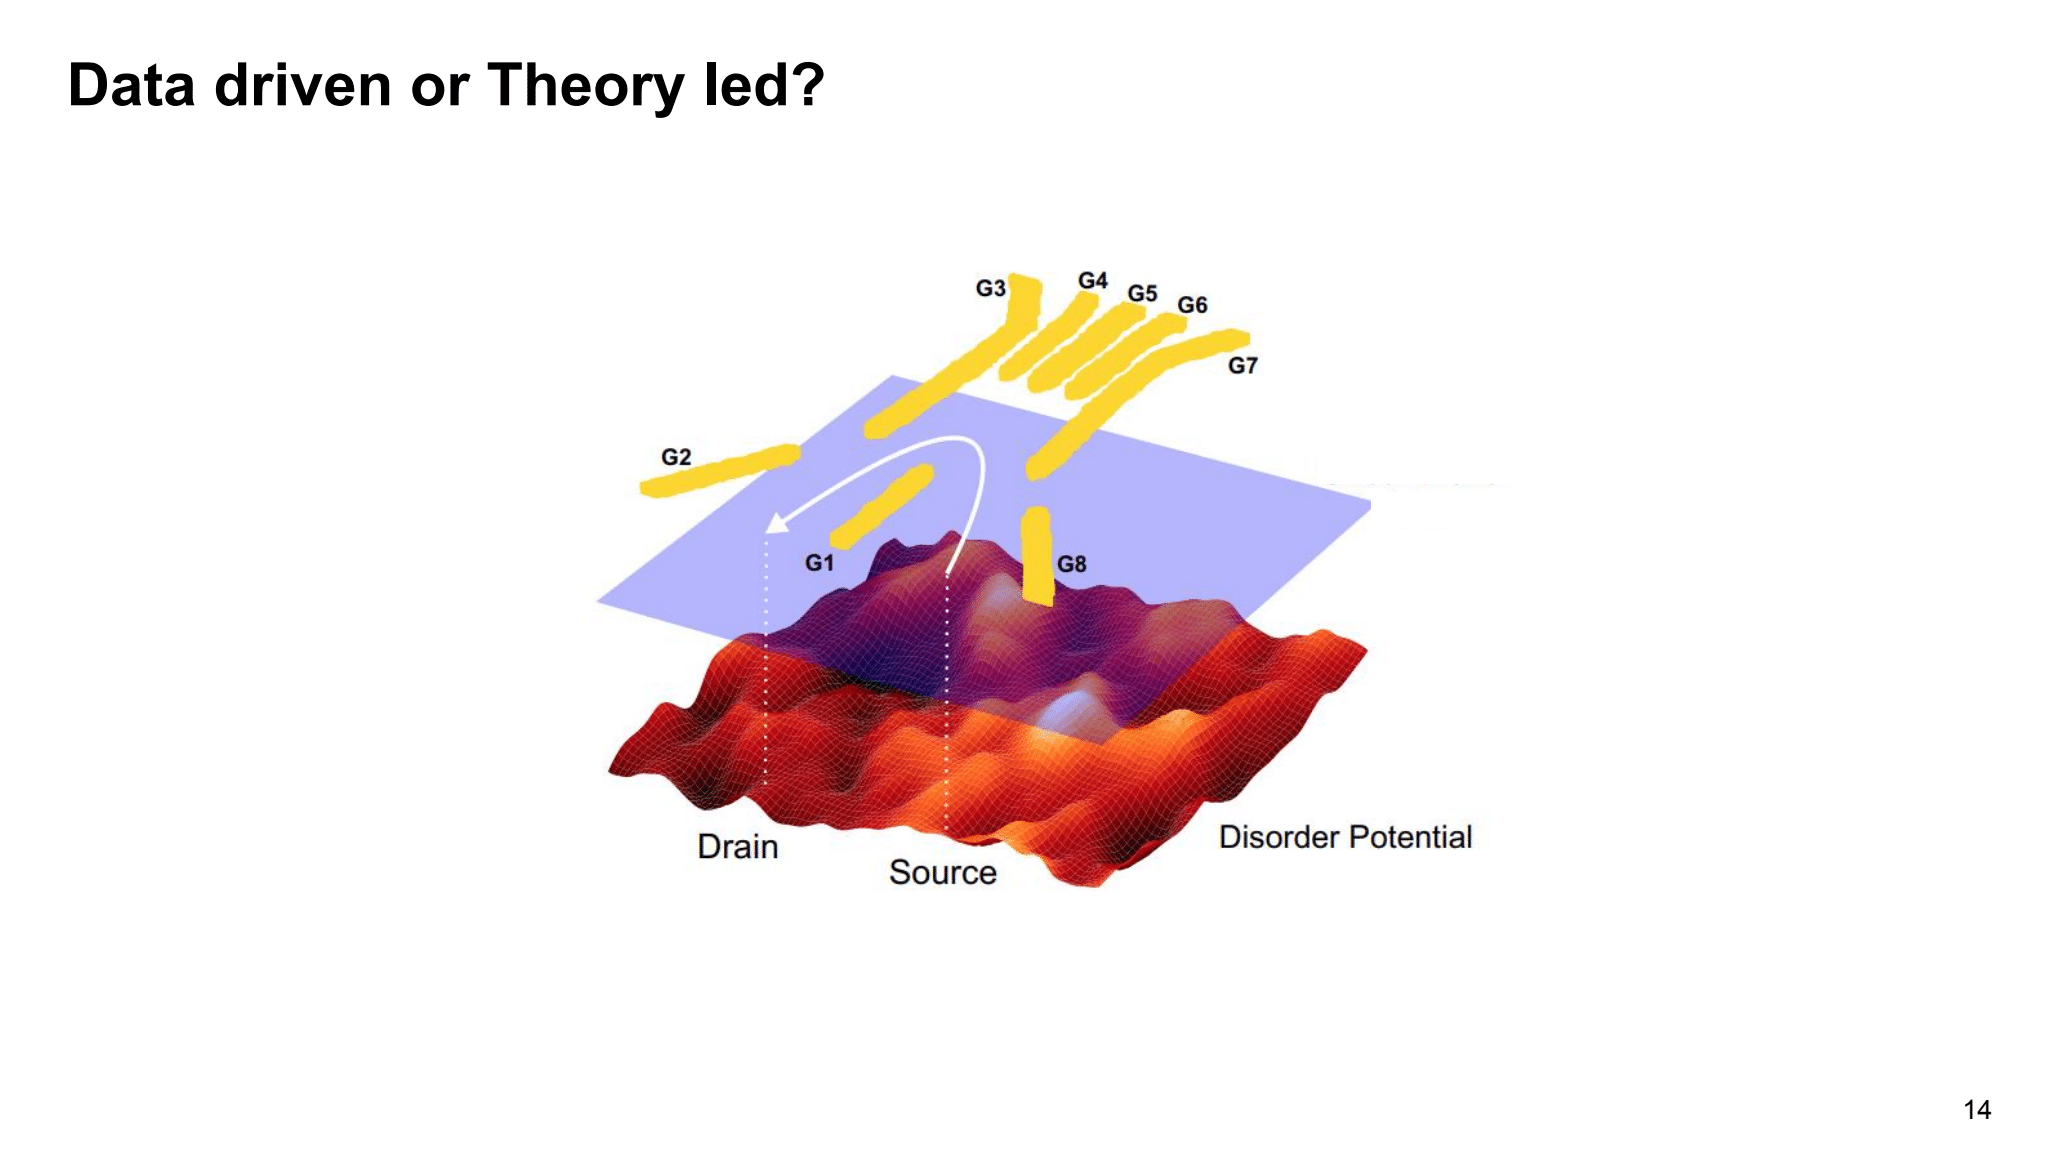 Data driven or Theory led?
G3
G4
G5
G6
G7
G2
G1
G8
Drain
Source
Disorder Potential
14